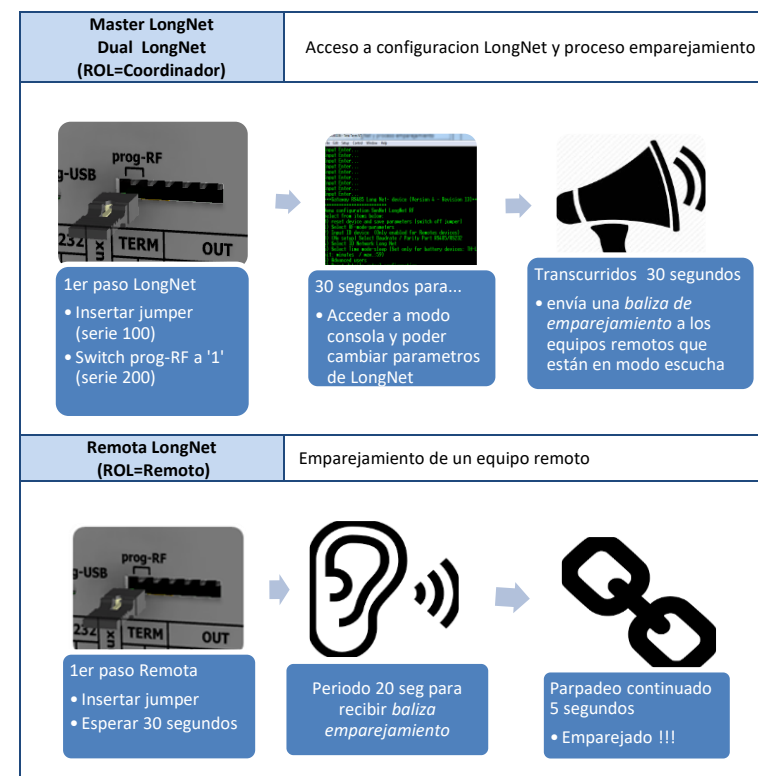 Master LongNet
Dual LongNet
(ROL=Coordinador)
Acceso a configuracion LongNet y proceso emparejamiento
prog-RF
g-USB
232
TERM
OUT
1er paso LongNet
• Insertar jumper
(serie 100)
• Switch prog-RF a '1'
(serie 200)
30 segundos para...
• Acceder a modo
consola y poder
cambiar parametros
de LongNet
Transcurridos 30 segundos
• envía una baliza de
emparejamiento a los
equipos remotos que
están en modo escucha
Remota LongNet
(ROL=Remoto)
Emparejamiento de un equipo remoto
prog-RF
g-USB
232
TERM
OUT
1er paso Remota
• Insertar jumper
• Esperar 30 segundos
Periodo 20 seg para
recibir baliza
emparejamiento
Parpadeo continuado
5 segundos
• Emparejado !!!